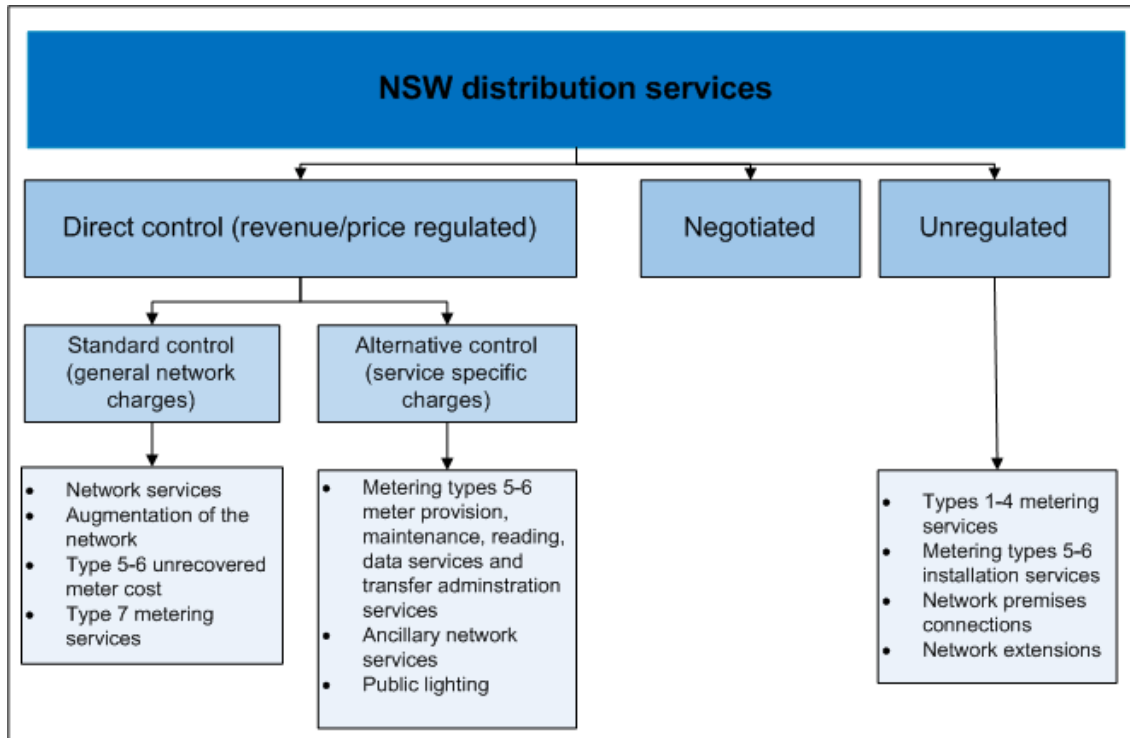 NSW distribution services
Direct control (revenue/price regulated)
Negotiated
Unregulated
Standard control
(general network
charges)
Alternative control
(service specific
charges)
• Network services
• Augmentation of the
network
• Type 5-6 unrecovered
meter cost
• Type 7 metering
services
• Metering types 5-6
meter provision,
maintenance, reading,
data services and
transfer adminstration
services
• Ancillary network
services
• Public lighting
• Types 1-4 metering
services
• Metering types 5-6
installation services
• Network premises
connections
• Network extensions